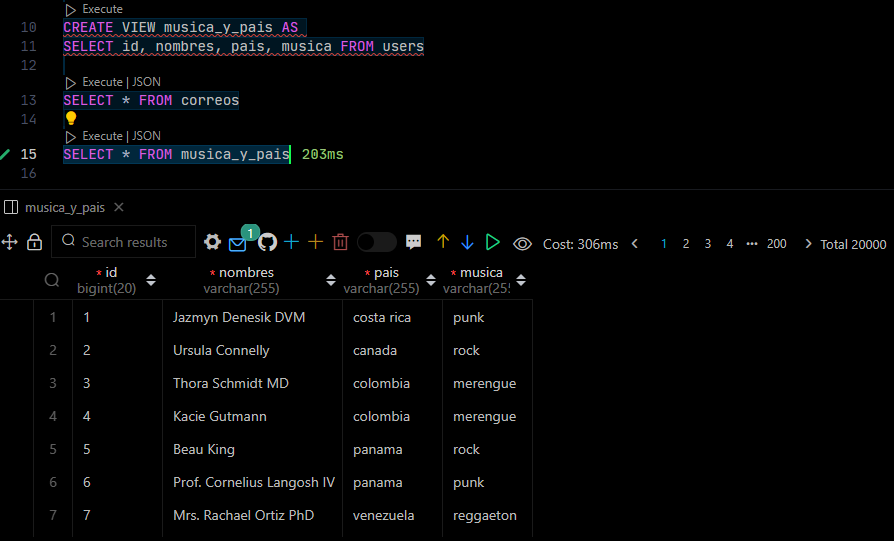 Execute
10 CREATE VIEW musica_y_pais AS
11 SELECT id, nombres, pais, musica FROM users
12
Execute | JSON
13 SELECT * FROM correos
14
Execute | JSON
15 SELECT * FROM musica_y_pais 203ms
16
musica_y_pais
Search results 1 Cost: 306ms 1 2 3 4 ••• 200 Total 20000
* id * nombres * pais * musica
bigint(20) varchar(255) varchar(255) varchar(25
1 1 Jazmyn Denesik DVM costa rica punk
2 2 Ursula Connelly canada rock
3 3 Thora Schmidt MD colombia merengue
4 4 Kacie Gutmann colombia merengue
5 5 Beau King panama rock
6 6 Prof. Cornelius Langosh IV panama punk
7 7 Mrs. Rachael Ortiz PhD venezuela reggaeton